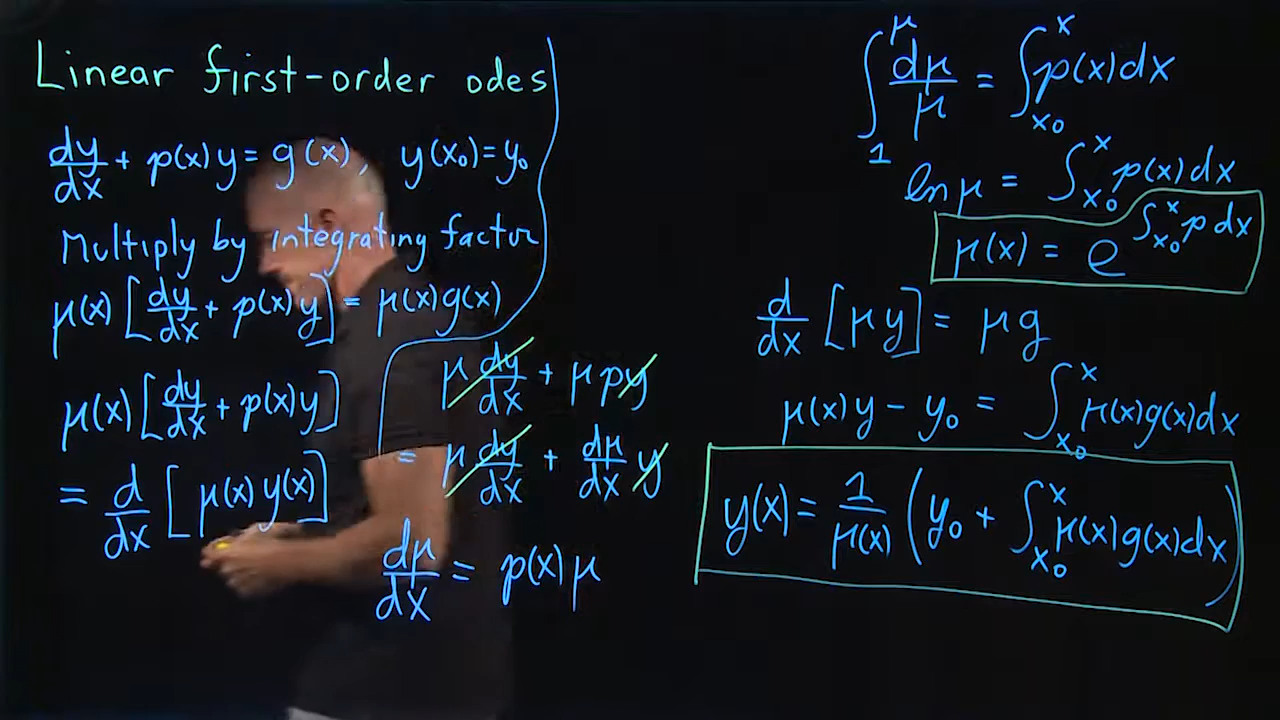 Linear first-order odes
dy/dx + p(x)y = g(x), y(x₀)=y₀
Multiply by integrating factor
μ(x) [dy/dx + p(x)y] = μ(x)g(x)
μ(x) [dy/dx + p(x)y]
= d/dx [μ(x)y(x)]
μ dy/dx + μpy
= μ dy/dx + dμ/dx y
dμ/dx = p(x)μ
∫₁^μ dμ/μ = ∫_{x₀}^x p(x)dx
ln μ = ∫_{x₀}^x p(x)dx
μ(x) = e^{∫_{x₀}^x p dx}
d/dx [μy] = μg
μ(x)y − y₀ = ∫_{x₀}^x μ(x)g(x)dx
y(x) = 1/μ(x) (y₀ + ∫_{x₀}^x μ(x)g(x)dx)